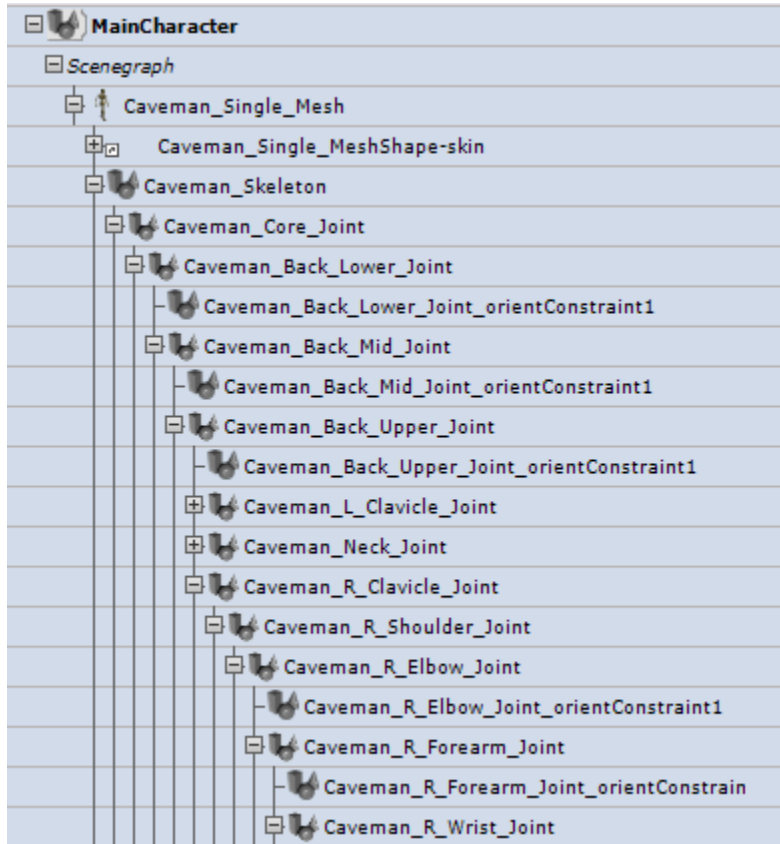 MainCharacter
Scenegraph
Caveman_Single_Mesh
Caveman_Single_MeshShape-skin
Caveman_Skeleton
Caveman_Core_Joint
Caveman_Back_Lower_Joint
Caveman_Back_Lower_Joint_orientConstraint1
Caveman_Back_Mid_Joint
Caveman_Back_Mid_Joint_orientConstraint1
Caveman_Back_Upper_Joint
Caveman_Back_Upper_Joint_orientConstraint1
Caveman_L_Clavicle_Joint
Caveman_Neck_Joint
Caveman_R_Clavicle_Joint
Caveman_R_Shoulder_Joint
Caveman_R_Elbow_Joint
Caveman_R_Elbow_Joint_orientConstraint1
Caveman_R_Forearm_Joint
Caveman_R_Forearm_Joint_orientConstrain
Caveman_R_Wrist_Joint